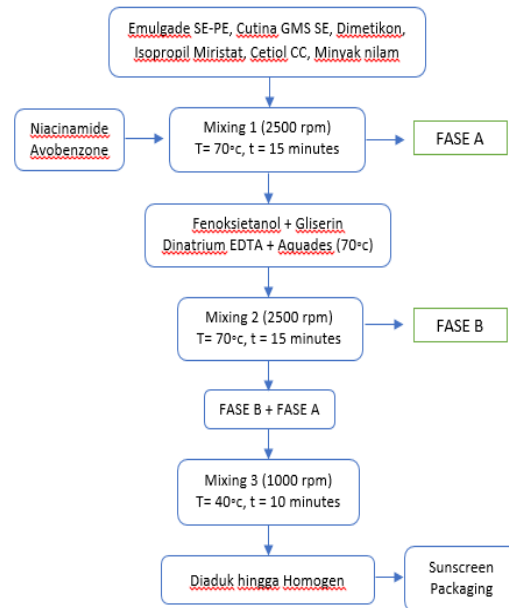 Emulgade SE-PE, Cutina GMS SE, Dimetikon,
Isopropil Miristat, Cetiol CC, Minyak nilam
Niacinamide
Avobenzone
Mixing 1 (2500 rpm)
T= 70°c, t = 15 minutes
FASE A
Fenoksietanol + Gliserin
Dinatrium EDTA + Aquades (70°c)
Mixing 2 (2500 rpm)
T= 70°c, t = 15 minutes
FASE B
FASE B + FASE A
Mixing 3 (1000 rpm)
T= 40°c, t = 10 minutes
Diaduk hingga Homogen
Sunscreen
Packaging